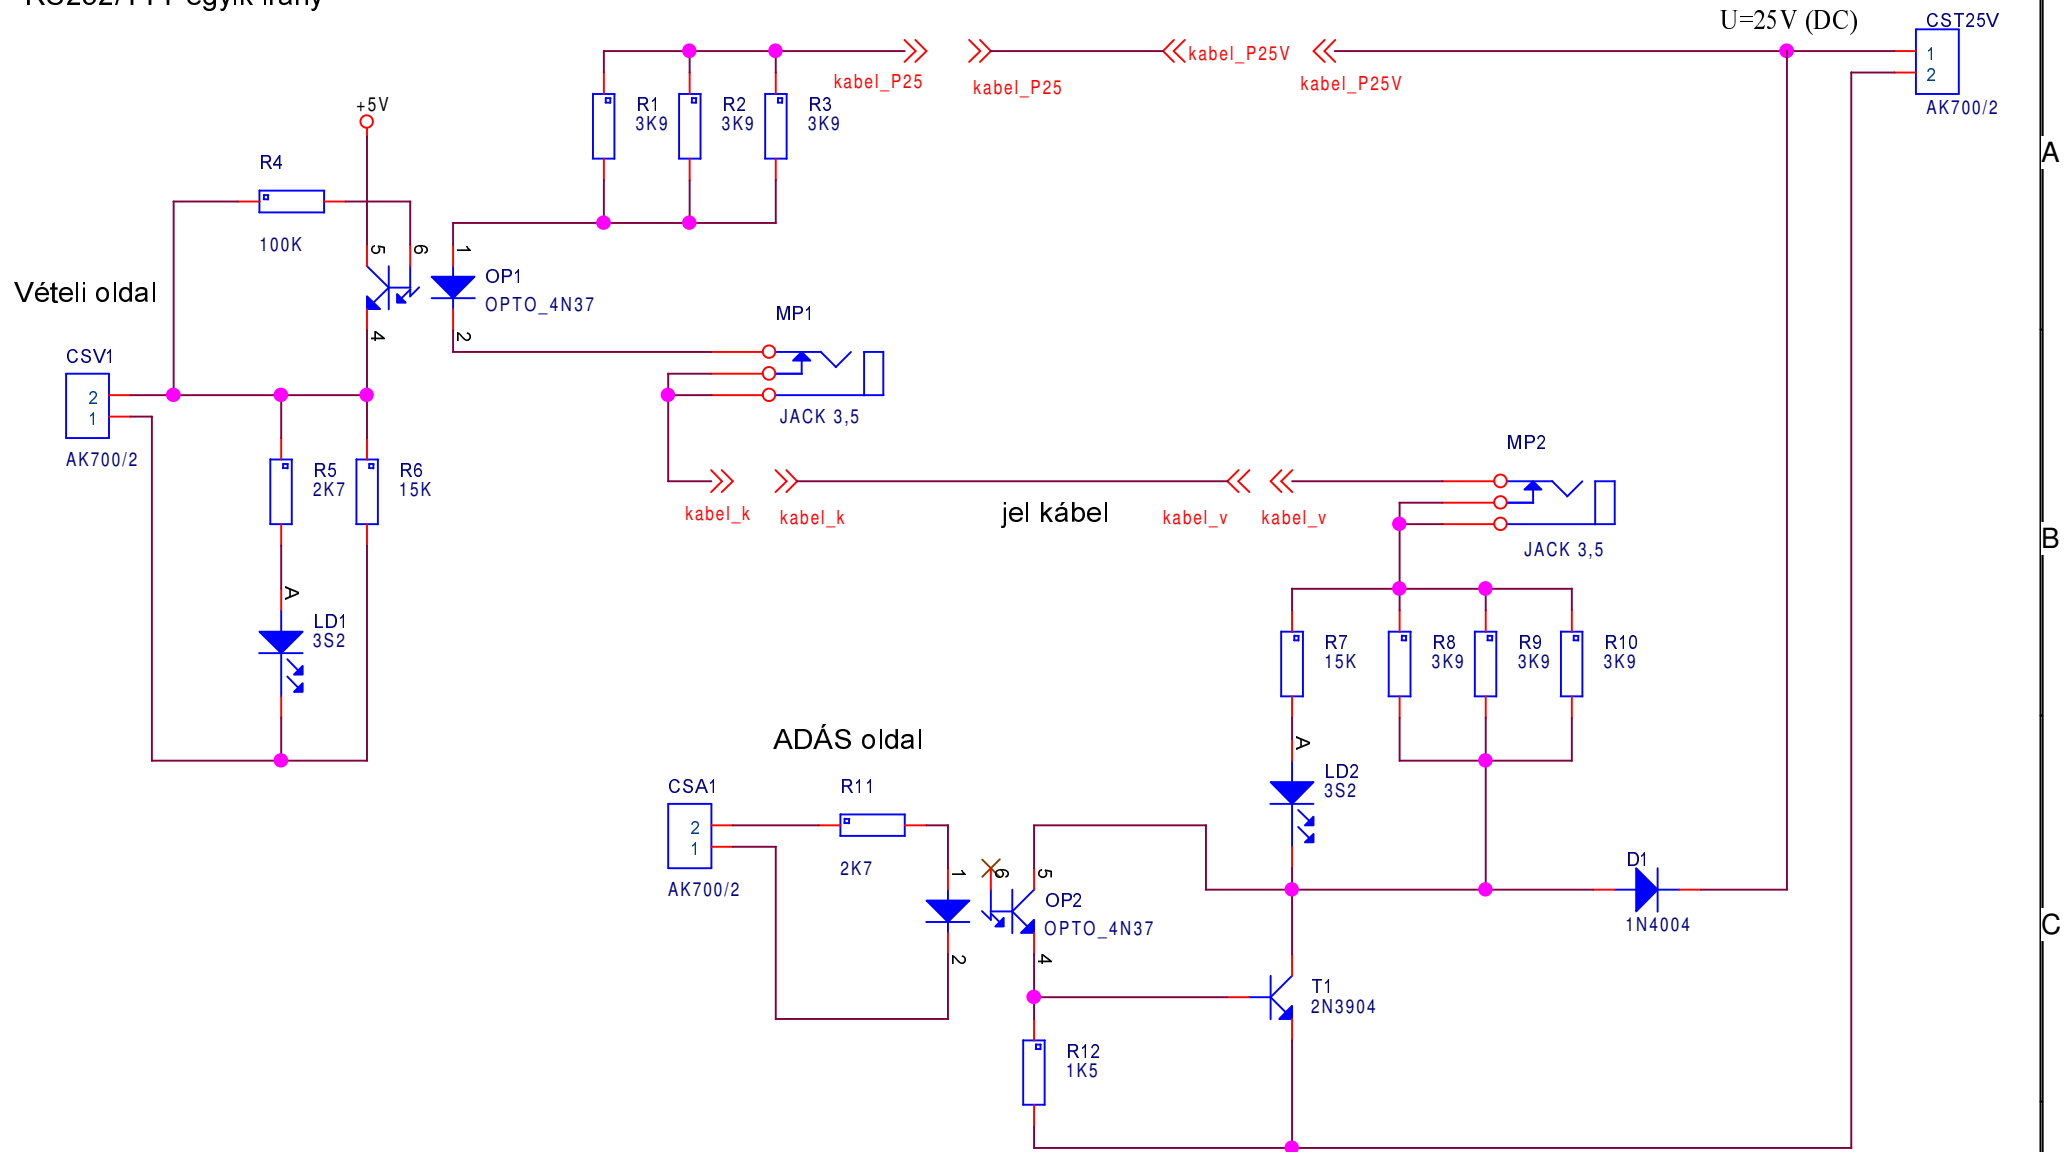 U=25V (DC)
CST25V
1
2
AK700/2
kabel_P25
kabel_P25
kabel_P25V
kabel_P25V
R1
3K9
R2
3K9
R3
3K9
+5V
R4
100K
A
5
6
1
OP1
OPTO_4N37
4
2
Vételi oldal
MP1
JACK 3,5
CSV1
2
1
AK700/2
R5
2K7
R6
15K
MP2
JACK 3,5
kabel_k
kabel_k
jel kábel
kabel_v
kabel_v
B
A
LD1
3S2
R7
15K
R8
3K9
R9
3K9
R10
3K9
ADÁS oldal
A
LD2
3S2
CSA1
2
1
AK700/2
R11
2K7
1
6
5
OP2
OPTO_4N37
2
4
D1
1N4004
C
T1
2N3904
R12
1K5